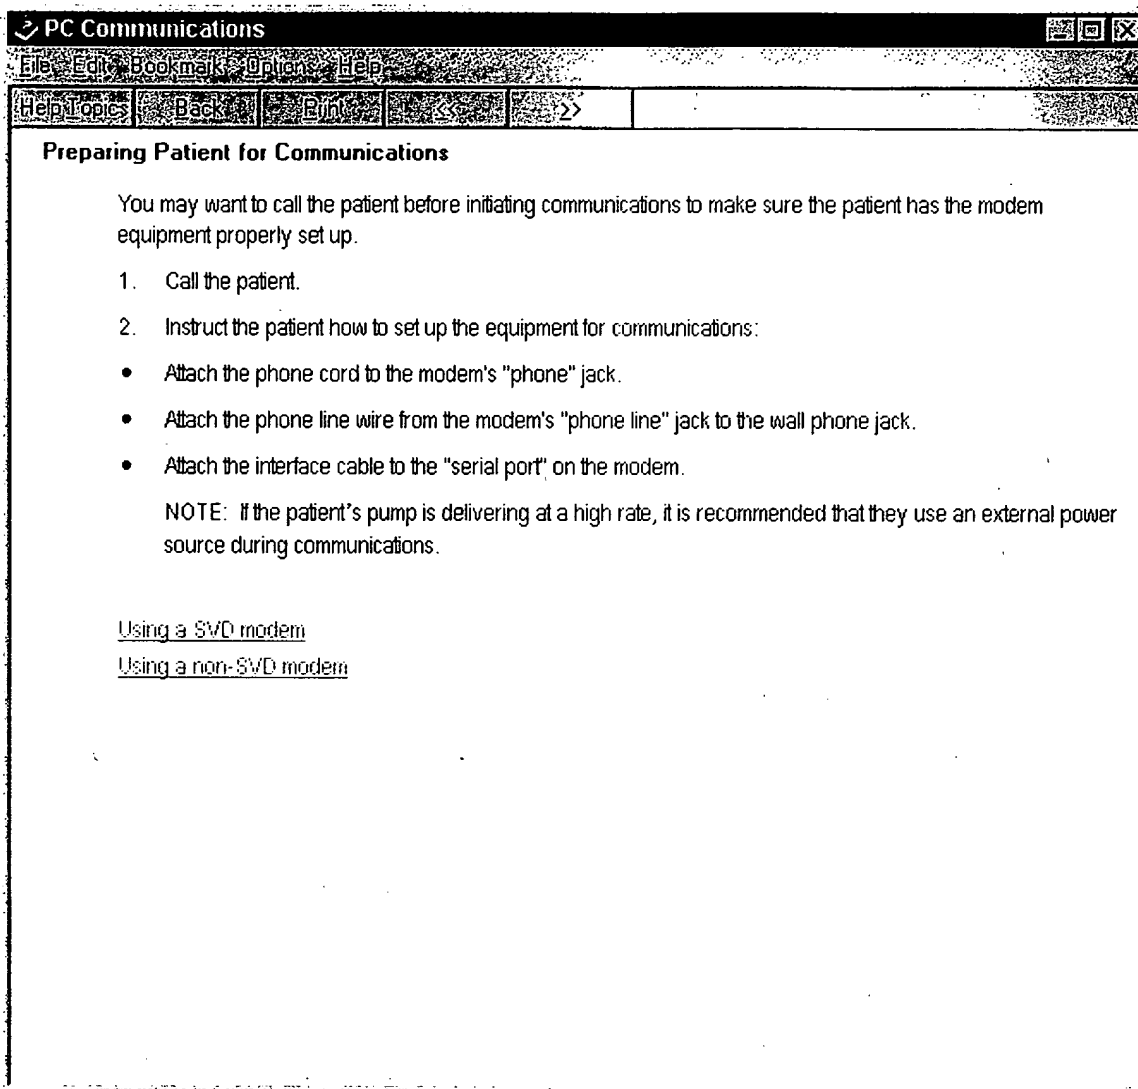 PC Communications
File Edit Bookmark Options Help
Help Topics Back Print << >>
Preparing Patient for Communications
You may want to call the patient before initiating communications to make sure the patient has the modem
equipment properly set up.
1. Call the patient.
2. Instruct the patient how to set up the equipment for communications:
• Attach the phone cord to the modem's "phone" jack.
• Attach the phone line wire from the modem's "phone line" jack to the wall phone jack.
• Attach the interface cable to the "serial port" on the modem.
NOTE: If the patient's pump is delivering at a high rate, it is recommended that they use an external power
source during communications.
Using a SVD modem
Using a non-SVD modem